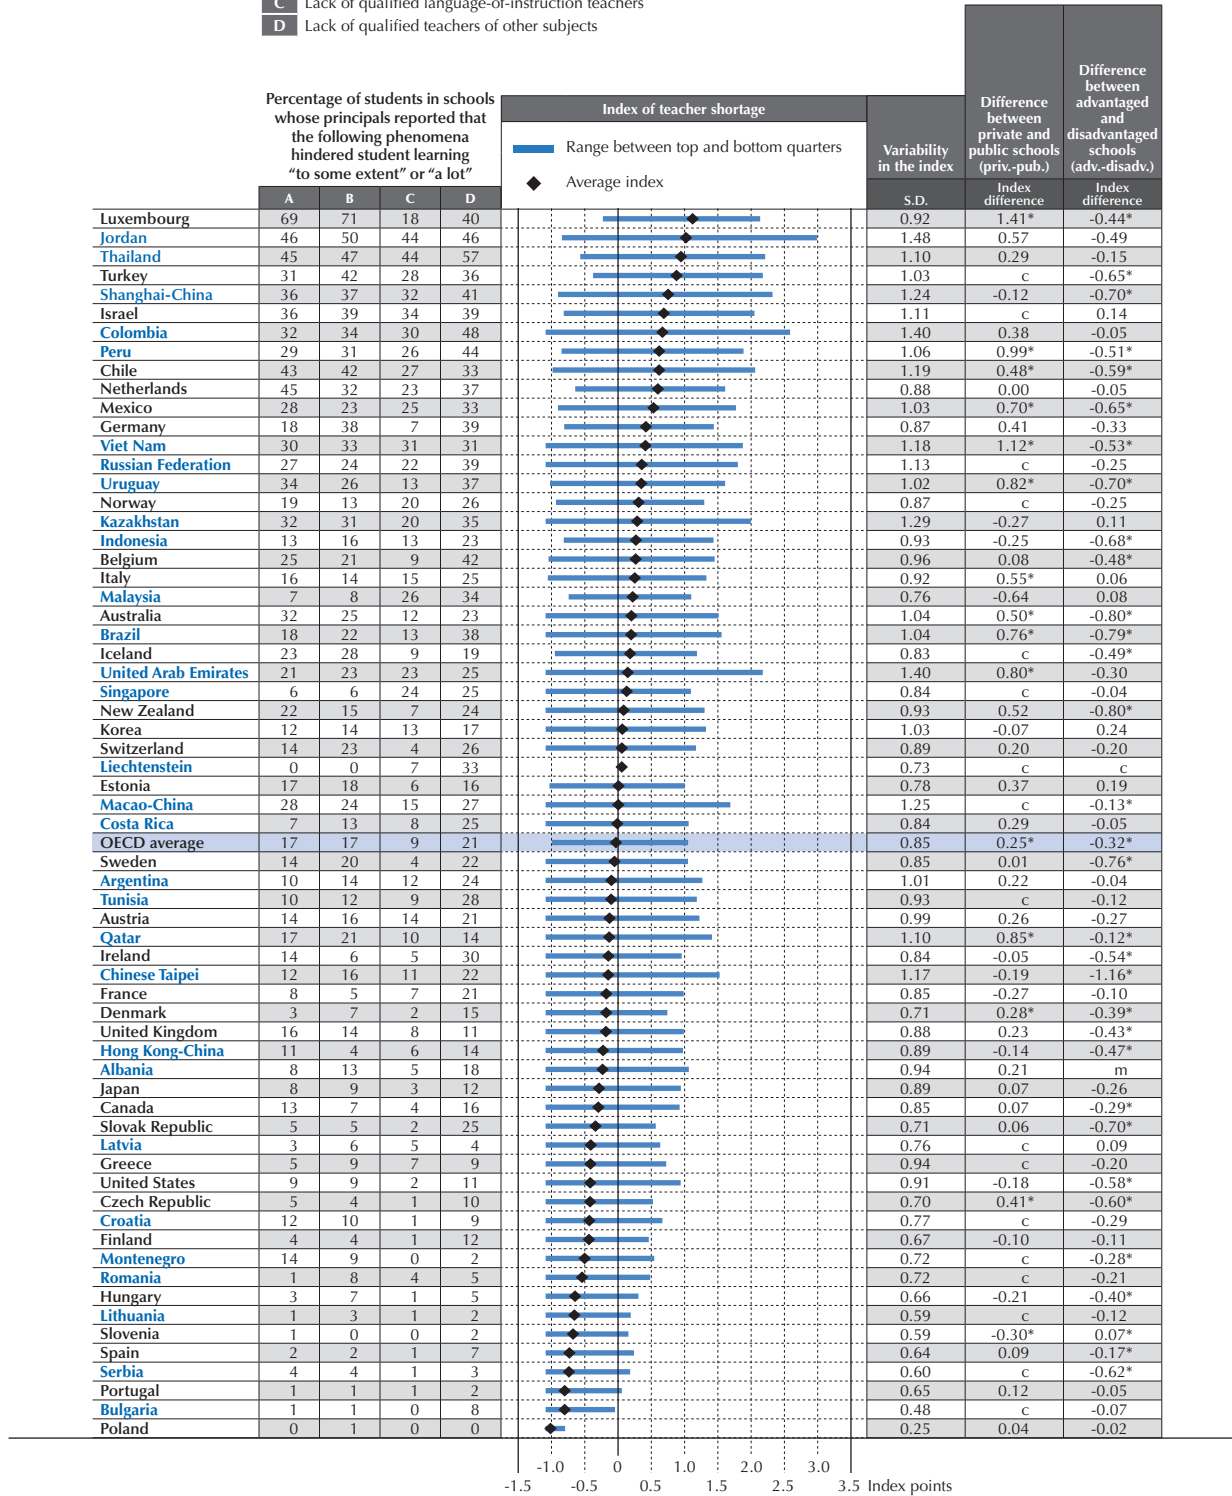 C Lack of qualified language-of-instruction teachers
D Lack of qualified teachers of other subjects
Percentage of students in schools whose principals reported that the following phenomena hindered student learning "to some extent" or "a lot"
Index of teacher shortage
Range between top and bottom quarters
Average index
Variability in the index
Difference between private and public schools (priv.-pub.)
Difference between advantaged and disadvantaged schools (adv.-disadv.)
A B C D S.D. Index difference Index difference
Luxembourg 69 71 18 40 0.92 1.41* -0.44*
Jordan 46 50 44 46 1.48 0.57 -0.49
Thailand 45 47 44 57 1.10 0.29 -0.15
Turkey 31 42 28 36 1.03 c -0.65*
Shanghai-China 36 37 32 41 1.24 -0.12 -0.70*
Israel 36 39 34 39 1.11 c 0.14
Colombia 32 34 30 48 1.40 0.38 -0.05
Peru 29 31 26 44 1.06 0.99* -0.51*
Chile 43 42 27 33 1.19 0.48* -0.59*
Netherlands 45 32 23 37 0.88 0.00 -0.05
Mexico 28 23 25 33 1.03 0.70* -0.65*
Germany 18 38 7 39 0.87 0.41 -0.33
Viet Nam 30 33 31 31 1.18 1.12* -0.53*
Russian Federation 27 24 22 39 1.13 c -0.25
Uruguay 34 26 13 37 1.02 0.82* -0.70*
Norway 19 13 20 26 0.87 c -0.25
Kazakhstan 32 31 20 35 1.29 -0.27 0.11
Indonesia 13 16 13 23 0.93 -0.25 -0.68*
Belgium 25 21 9 42 0.96 0.08 -0.48*
Italy 16 14 15 25 0.92 0.55* 0.06
Malaysia 7 8 26 34 0.76 -0.64 0.08
Australia 32 25 12 23 1.04 0.50* -0.80*
Brazil 18 22 13 38 1.04 0.76* -0.79*
Iceland 23 28 9 19 0.83 c -0.49*
United Arab Emirates 21 23 23 25 1.40 0.80* -0.30
Singapore 6 6 24 25 0.84 c -0.04
New Zealand 22 15 7 24 0.93 0.52 -0.80*
Korea 12 14 13 17 1.03 -0.07 0.24
Switzerland 14 23 4 26 0.89 0.20 -0.20
Liechtenstein 0 0 7 33 0.73 c c
Estonia 17 18 6 16 0.78 0.37 0.19
Macao-China 28 24 15 27 1.25 c -0.13*
Costa Rica 7 13 8 25 0.84 0.29 -0.05
OECD average 17 17 9 21 0.85 0.25* -0.32*
Sweden 14 20 4 22 0.85 0.01 -0.76*
Argentina 10 14 12 24 1.01 0.22 -0.04
Tunisia 10 12 9 28 0.93 c -0.12
Austria 14 16 14 21 0.99 0.26 -0.27
Qatar 17 21 10 14 1.10 0.85* -0.12*
Ireland 14 6 5 30 0.84 -0.05 -0.54*
Chinese Taipei 12 16 11 22 1.17 -0.19 -1.16*
France 8 5 7 21 0.85 -0.27 -0.10
Denmark 3 7 2 15 0.71 0.28* -0.39*
United Kingdom 16 14 8 11 0.88 0.23 -0.43*
Hong Kong-China 11 4 6 14 0.89 -0.14 -0.47*
Albania 8 13 5 18 0.94 0.21 m
Japan 8 9 3 12 0.89 0.07 -0.26
Canada 13 7 4 16 0.85 0.07 -0.29*
Slovak Republic 5 5 2 25 0.71 0.06 -0.70*
Latvia 3 6 5 4 0.76 c 0.09
Greece 5 9 7 9 0.94 c -0.20
United States 9 9 2 11 0.91 -0.18 -0.58*
Czech Republic 5 4 1 10 0.70 0.41* -0.60*
Croatia 12 10 1 9 0.77 c -0.29
Finland 4 4 1 12 0.67 -0.10 -0.11
Montenegro 14 9 0 2 0.72 c -0.28*
Romania 1 8 4 5 0.72 c -0.21
Hungary 3 7 1 5 0.66 -0.21 -0.40*
Lithuania 1 3 1 2 0.59 c -0.12
Slovenia 1 0 0 2 0.59 -0.30* 0.07*
Spain 2 2 1 7 0.64 0.09 -0.17*
Serbia 4 4 1 3 0.60 c -0.62*
Portugal 1 1 1 2 0.65 0.12 -0.05
Bulgaria 1 1 0 8 0.48 c -0.07
Poland 0 1 0 0 0.25 0.04 -0.02
-1.0 0 1.0 2.0 3.0
-1.5 -0.5 0.5 1.5 2.5 3.5 Index points